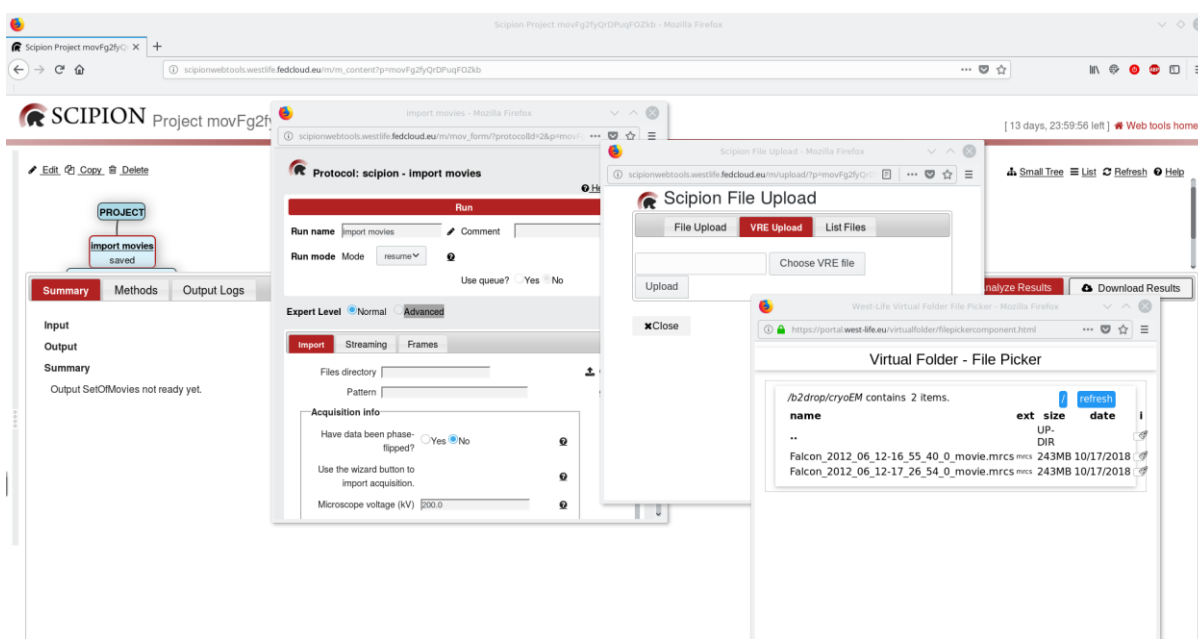 Scipion Project movFg2fyQrDPuqFOZkb - Mozilla Firefox
Scipion Project movFg2fyQ
scipionwebtools.westlife.fedcloud.eu/m/m_content?p=movFg2fyQrDPuqFOZkb
SCIPION Project movFg2f
[ 13 days, 23:59:56 left ] Web tools home
Edit Copy Delete
Small Tree List Refresh Help
PROJECT
import movies
saved
Summary Methods Output Logs
Analyze Results Download Results
Input
Output
Summary
Output SetOfMovies not ready yet.
import movies - Mozilla Firefox
scipionwebtools.westlife.fedcloud.eu/m/mov_form/?protocolId=2&p=movF
Protocol: scipion - import movies
Run
Run name import movies Comment
Run mode Mode resume
Use queue? Yes No
Expert Level Normal Advanced
Import Streaming Frames
Files directory
Pattern
Acquisition info
Have data been phase-
flipped? Yes No
Use the wizard button to
import acquisition.
Microscope voltage (kV) 200.0
Scipion File Upload - Mozilla Firefox
scipionwebtools.westlife.fedcloud.eu/m/upload/?p=movFg2fyQr
Scipion File Upload
File Upload VRE Upload List Files
Choose VRE file
Upload
Close
West-Life Virtual Folder File Picker - Mozilla Firefox
https://portal.west-life.eu/virtualfolder/filepickercomponent.html
Virtual Folder - File Picker
/b2drop/cryoEM contains 2 items. / refresh
name ext size date i
.. UP-
DIR
Falcon_2012_06_12-16_55_40_0_movie.mrcs mrcs 243MB 10/17/2018
Falcon_2012_06_12-17_26_54_0_movie.mrcs mrcs 243MB 10/17/2018